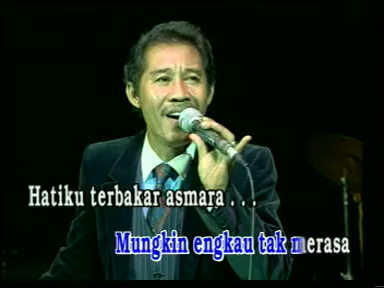 Hatiku terbakar asmara . . .
Mungkin engkau tak merasa